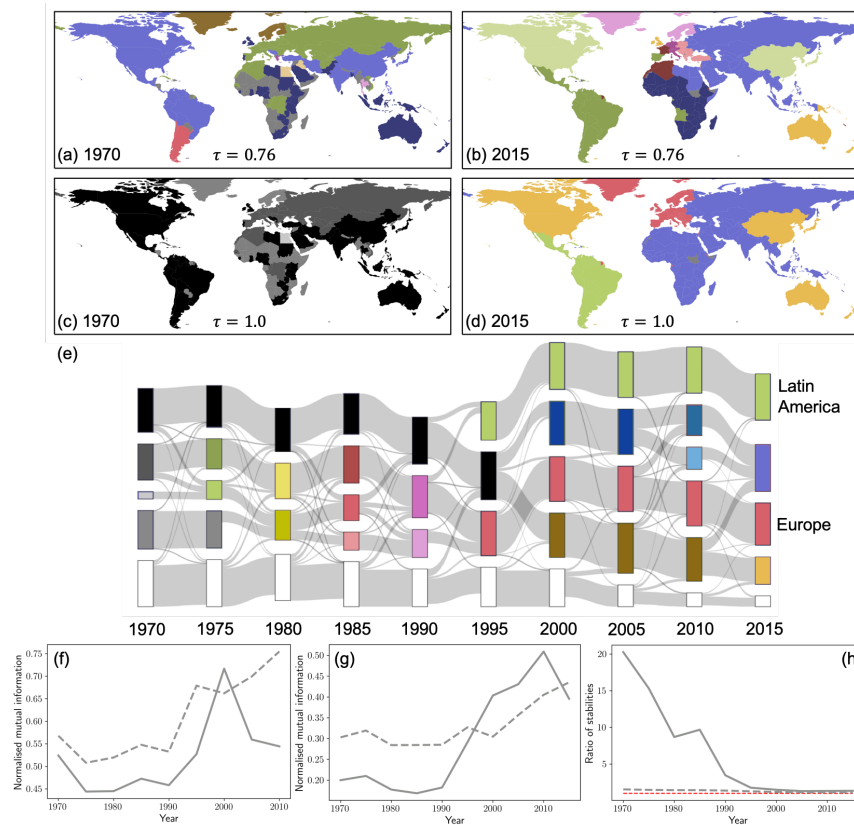 (a) 1970
τ = 0.76
(b) 2015
τ = 0.76
(c) 1970
τ = 1.0
(d) 2015
τ = 1.0
(e)
Latin
America
Europe
1970 1975 1980 1985 1990 1995 2000 2005 2010 2015
(f)
Normalised mutual information
0.75
0.70
0.65
0.60
0.55
0.50
0.45
1970 1980 1990 2000 2010
Year
(g)
Normalised mutual information
0.50
0.45
0.40
0.35
0.30
0.25
0.20
1970 1980 1990 2000 2010
Year
(h
Ratio of stabilities
20
15
10
5
1970 1980 1990 2000 2010
Year